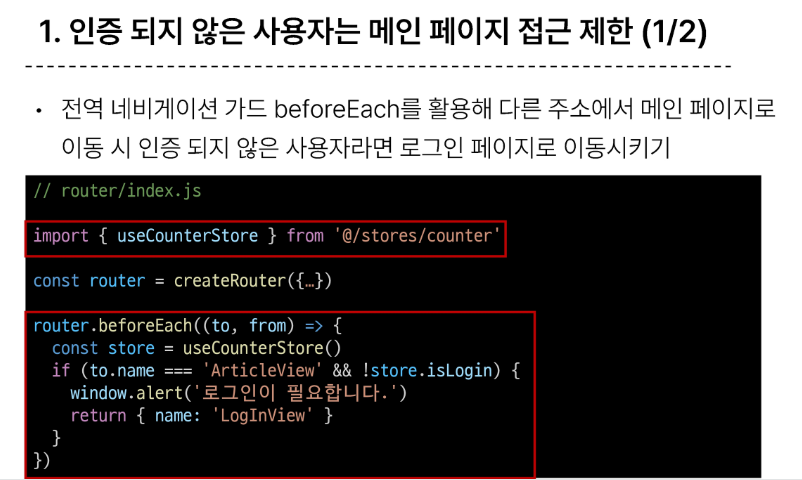 1. 인증 되지 않은 사용자는 메인 페이지 접근 제한 (1/2)
• 전역 네비게이션 가드 beforeEach를 활용해 다른 주소에서 메인 페이지로
이동 시 인증 되지 않은 사용자라면 로그인 페이지로 이동시키기
// router/index.js
import { useCounterStore } from '@/stores/counter'
const router = createRouter({…})
router.beforeEach((to, from) => {
  const store = useCounterStore()
  if (to.name === 'ArticleView' && !store.isLogin) {
    window.alert('로그인이 필요합니다.')
    return { name: 'LogInView' }
  }
})